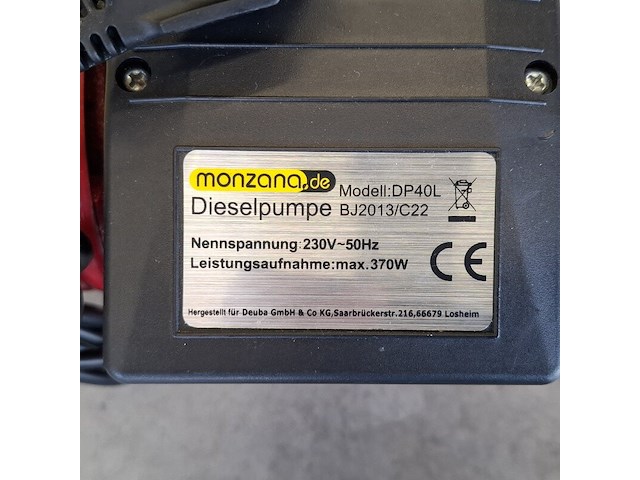 monzana.de Modell:DP40L
Dieselpumpe BJ2013/C22
Nennspannung:230V~50Hz
Leistungsaufnahme:max.370W
CE
Hergestellt für Deuba GmbH & Co KG,Saarbrückerstr.216,66679 Losheim